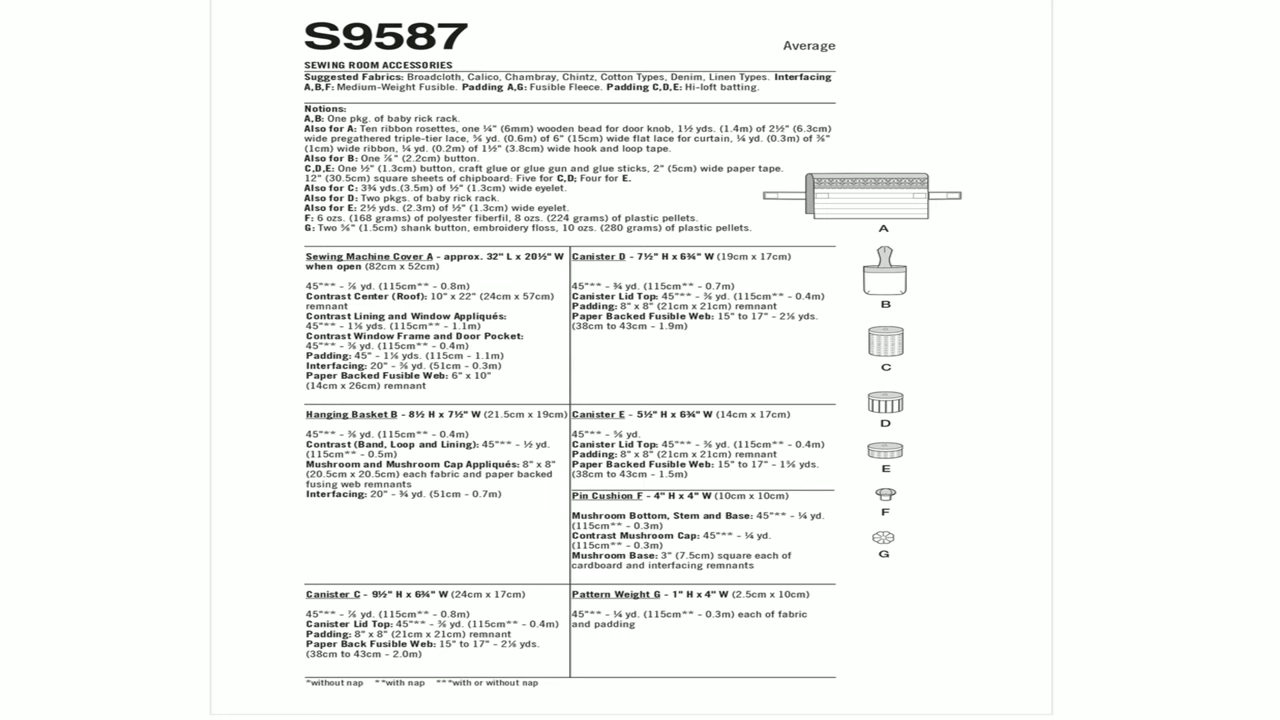 S9587
Average
SEWING ROOM ACCESSORIES
Suggested Fabrics: Broadcloth, Calico, Chambray, Chintz, Cotton Types, Denim, Linen Types. Interfacing
A,B,F: Medium-Weight Fusible. Padding A,G: Fusible Fleece. Padding C,D,E: Hi-loft batting.
Notions:
A,B: One pkg. of baby rick rack.
Also for A: Ten ribbon rosettes, one ¼" (6mm) wooden bead for door knob, 1½ yds. (1.4m) of 2½" (6.3cm)
wide pregathered triple-tier lace, ⅝ yd. (0.6m) of 6" (15cm) wide flat lace for curtain, ¼ yd. (0.3m) of ⅜"
(1cm) wide ribbon, ¼ yd. (0.2m) of 1½" (3.8cm) wide hook and loop tape.
Also for B: One ⅞" (2.2cm) button.
C,D,E: One ½" (1.3cm) button, craft glue or glue gun and glue sticks, 2" (5cm) wide paper tape.
12" (30.5cm) square sheets of chipboard: Five for C,D; Four for E.
Also for C: 3¾ yds.(3.5m) of ½" (1.3cm) wide eyelet.
Also for D: Two pkgs. of baby rick rack.
Also for E: 2½ yds. (2.3m) of ½" (1.3cm) wide eyelet.
F: 6 ozs. (168 grams) of polyester fiberfil, 8 ozs. (224 grams) of plastic pellets.
G: Two ⅝" (1.5cm) shank button, embroidery floss, 10 ozs. (280 grams) of plastic pellets.
Sewing Machine Cover A - approx. 32" L x 20½" W
when open (82cm x 52cm)
45"** - ⅞ yd. (115cm** - 0.8m)
Contrast Center (Roof): 10" x 22" (24cm x 57cm)
remnant
Contrast Lining and Window Appliqués:
45"** - 1⅛ yds. (115cm** - 1.1m)
Contrast Window Frame and Door Pocket:
45"** - ⅜ yd. (115cm** - 0.4m)
Padding: 45" - 1⅛ yds. (115cm - 1.1m)
Interfacing: 20" - ⅜ yd. (51cm - 0.3m)
Paper Backed Fusible Web: 6" x 10"
(14cm x 26cm) remnant
Canister D - 7½" H x 6¾" W (19cm x 17cm)
45"** - ¾ yd. (115cm** - 0.7m)
Canister Lid Top: 45"** - ⅜ yd. (115cm** - 0.4m)
Padding: 8" x 8" (21cm x 21cm) remnant
Paper Backed Fusible Web: 15" to 17" - 2⅛ yds.
(38cm to 43cm - 1.9m)
Hanging Basket B - 8½ H x 7½" W (21.5cm x 19cm)
45"** - ⅜ yd. (115cm** - 0.4m)
Contrast (Band, Loop and Lining): 45"** - ½ yd.
(115cm** - 0.5m)
Mushroom and Mushroom Cap Appliqués: 8" x 8"
(20.5cm x 20.5cm) each fabric and paper backed
fusing web remnants
Interfacing: 20" - ¾ yd. (51cm - 0.7m)
Canister E - 5½" H x 6¾" W (14cm x 17cm)
45"** - ⅝ yd.
Canister Lid Top: 45"** - ⅜ yd. (115cm** - 0.4m)
Padding: 8" x 8" (21cm x 21cm) remnant
Paper Backed Fusible Web: 15" to 17" - 1⅝ yds.
(38cm to 43cm - 1.5m)
Pin Cushion F - 4" H x 4" W (10cm x 10cm)
Mushroom Bottom, Stem and Base: 45"** - ¼ yd.
(115cm** - 0.3m)
Contrast Mushroom Cap: 45"** - ¼ yd.
(115cm** - 0.3m)
Mushroom Base: 3" (7.5cm) square each of
cardboard and interfacing remnants
Canister C - 9½" H x 6¾" W (24cm x 17cm)
45"** - ⅞ yd. (115cm** - 0.8m)
Canister Lid Top: 45"** - ⅜ yd. (115cm** - 0.4m)
Padding: 8" x 8" (21cm x 21cm) remnant
Paper Back Fusible Web: 15" to 17" - 2⅛ yds.
(38cm to 43cm - 2.0m)
Pattern Weight G - 1" H x 4" W (2.5cm x 10cm)
45"** - ¼ yd. (115cm** - 0.3m) each of fabric
and padding
*without nap **with nap ***with or without nap
A
B
C
D
E
F
G